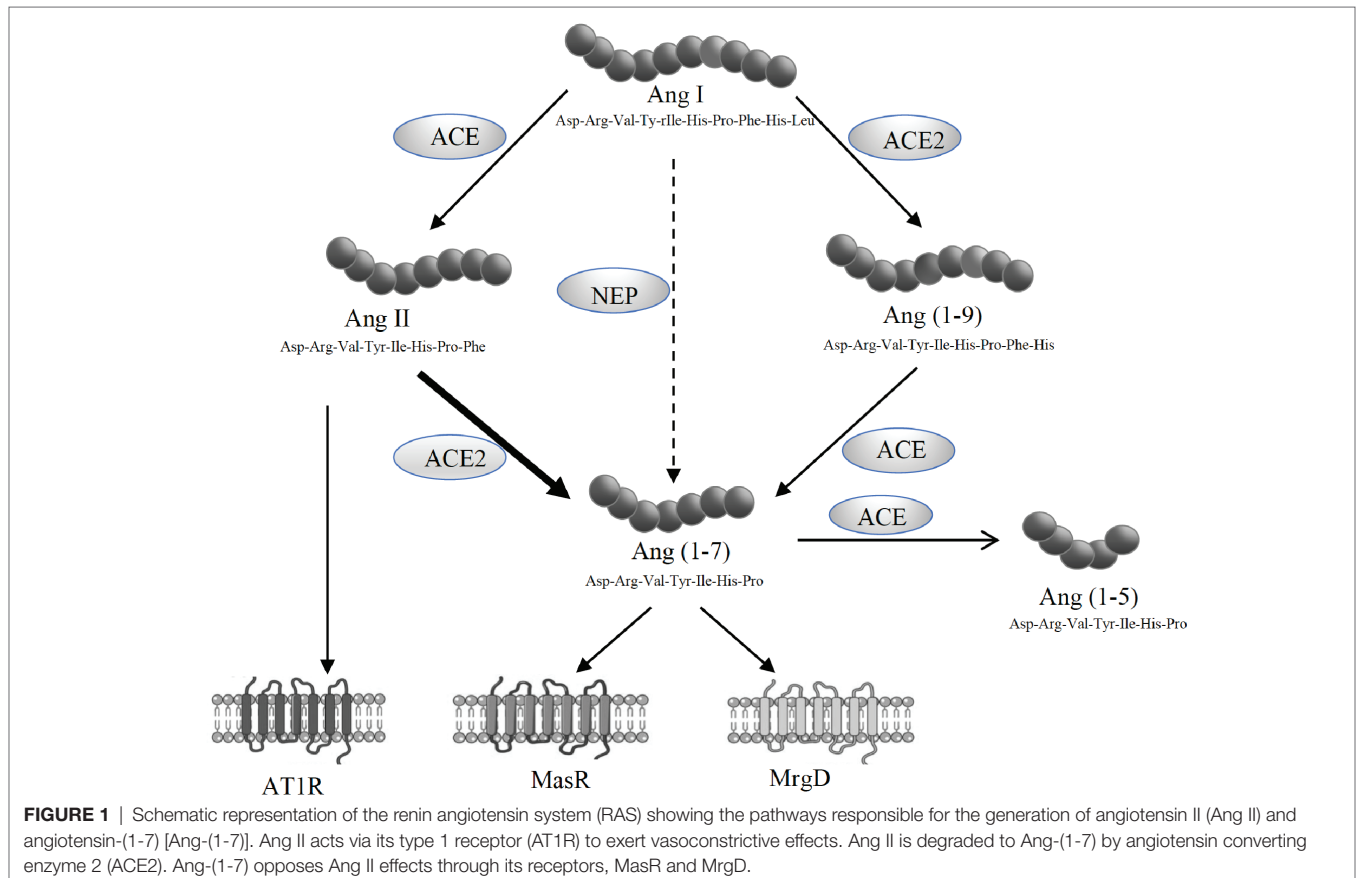 Ang I
Asp-Arg-Val-Ty-rIle-His-Pro-Phe-His-Leu
ACE
ACE2
NEP
Ang II
Asp-Arg-Val-Tyr-Ile-His-Pro-Phe
Ang (1-9)
Asp-Arg-Val-Tyr-Ile-His-Pro-Phe-His
ACE2
ACE
ACE
Ang (1-7)
Asp-Arg-Val-Tyr-Ile-His-Pro
Ang (1-5)
Asp-Arg-Val-Tyr-Ile-His-Pro
AT1R
MasR
MrgD
FIGURE 1 | Schematic representation of the renin angiotensin system (RAS) showing the pathways responsible for the generation of angiotensin II (Ang II) and
angiotensin-(1-7) [Ang-(1-7)]. Ang II acts via its type 1 receptor (AT1R) to exert vasoconstrictive effects. Ang II is degraded to Ang-(1-7) by angiotensin converting
enzyme 2 (ACE2). Ang-(1-7) opposes Ang II effects through its receptors, MasR and MrgD.